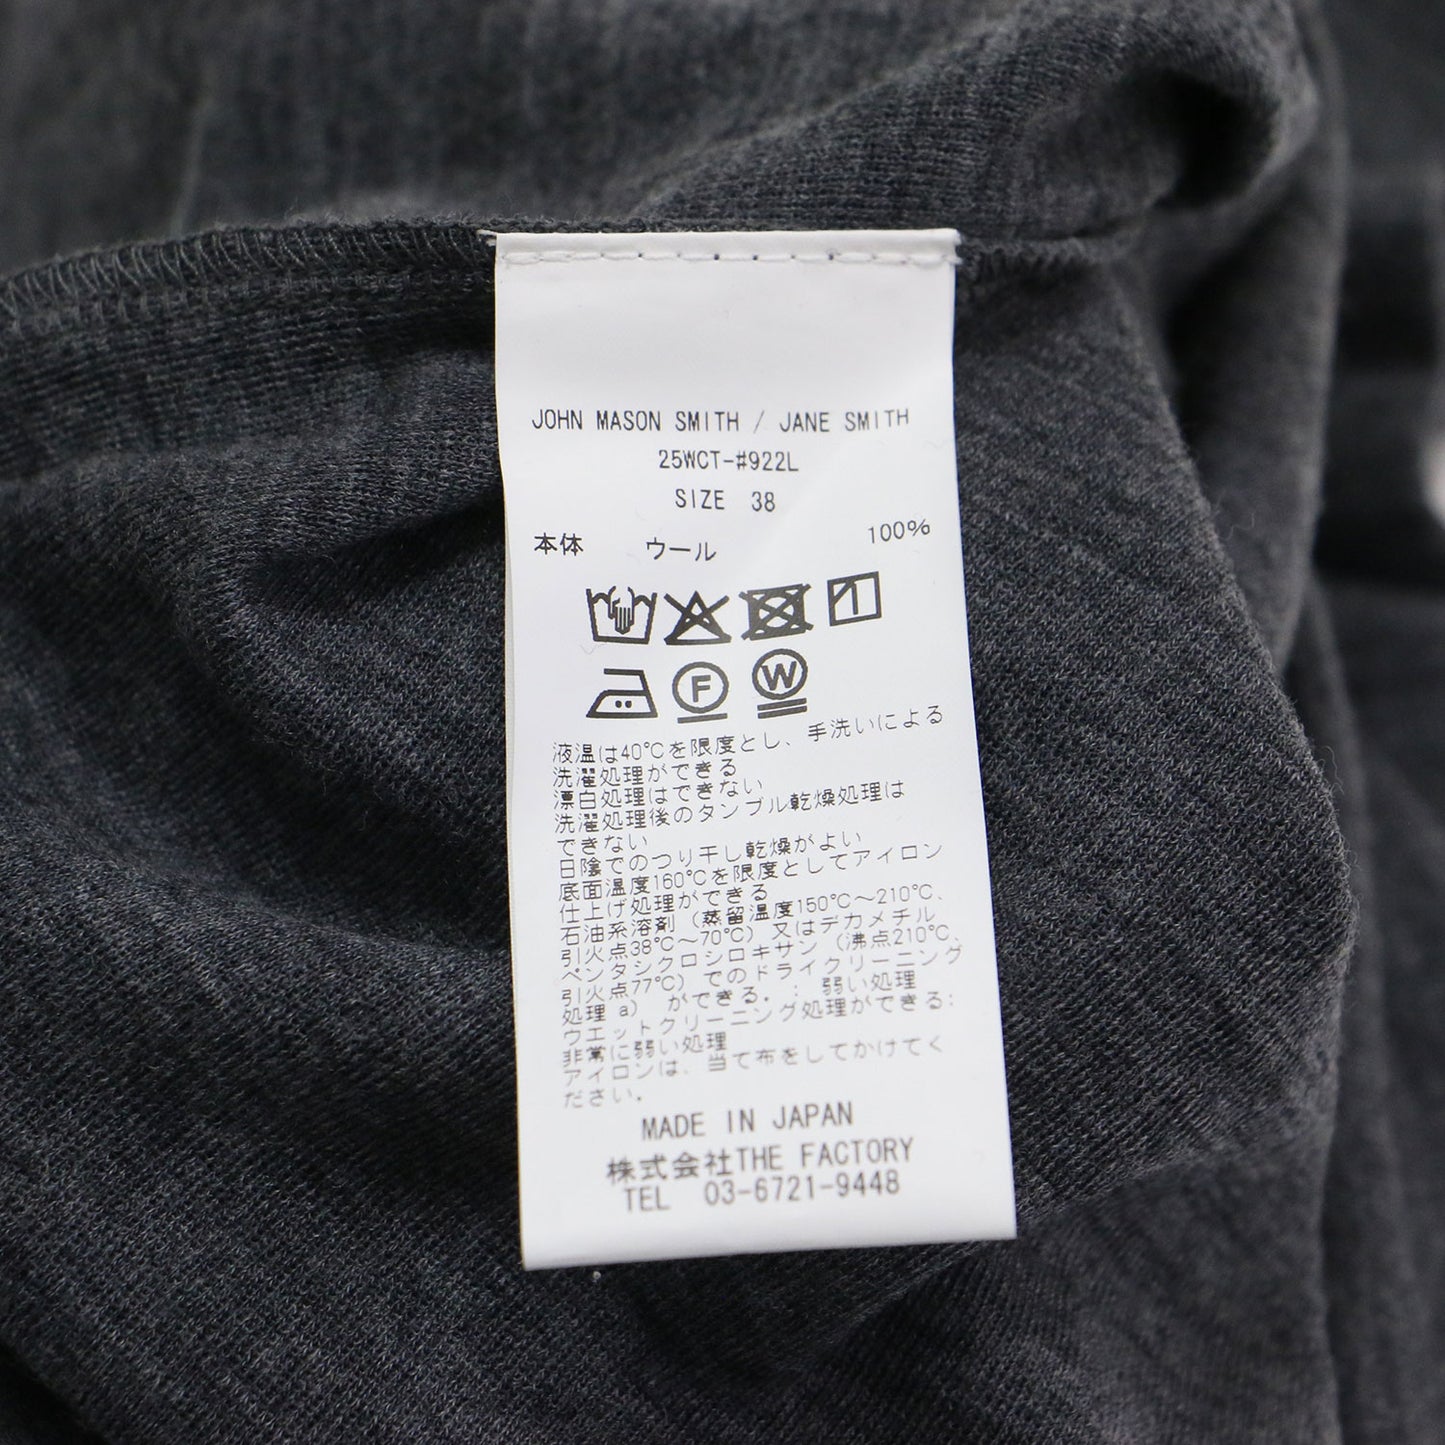 JOHN MASON SMITH / JANE SMITH
25WCT-#922L
SIZE 38
本体 ウール 100%
F W
液温は40℃を限度とし、手洗いによる
洗濯処理ができる
漂白処理はできない
洗濯処理後のタンブル乾燥処理は
できない
日陰でのつり干し乾燥がよい
底面温度160℃を限度としてアイロン
仕上げ処理ができる
石油系溶剤(蒸留温度150℃〜210℃、
引火点38℃〜70℃)又はデカメチル
ペンタシクロシロキサン(沸点210℃、
引火点77℃)でのドライクリーニング
処理 a) ができる。: 弱い処理
ウエットクリーニング処理ができる:
非常に弱い処理
アイロンは、当て布をしてかけてく
ださい。
MADE IN JAPAN
株式会社THE FACTORY
TEL 03-6721-9448